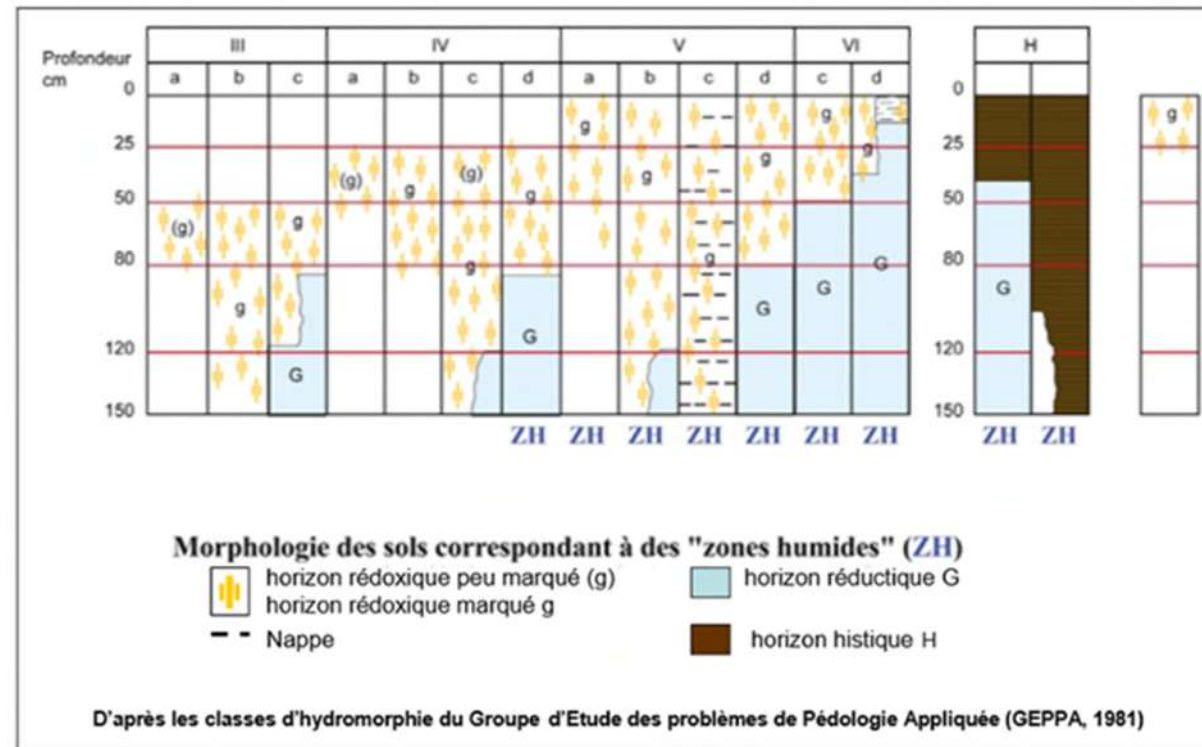 III IV V VI H
Profondeur
cm
a b c a b c d a b c d c d
0 0
g g g g
25 25
(g) g (g) g g g g
50 50
(g) g g
80 g g G 80
g G G G
G
120 120
G
150 150
ZH ZH ZH ZH ZH ZH ZH ZH ZH
Morphologie des sols correspondant à des "zones humides" (ZH)
horizon rédoxique peu marqué (g)
horizon réductique G
horizon rédoxique marqué g
Nappe
horizon histique H
D'après les classes d'hydromorphie du Groupe d'Etude des problèmes de Pédologie Appliquée (GEPPA, 1981)